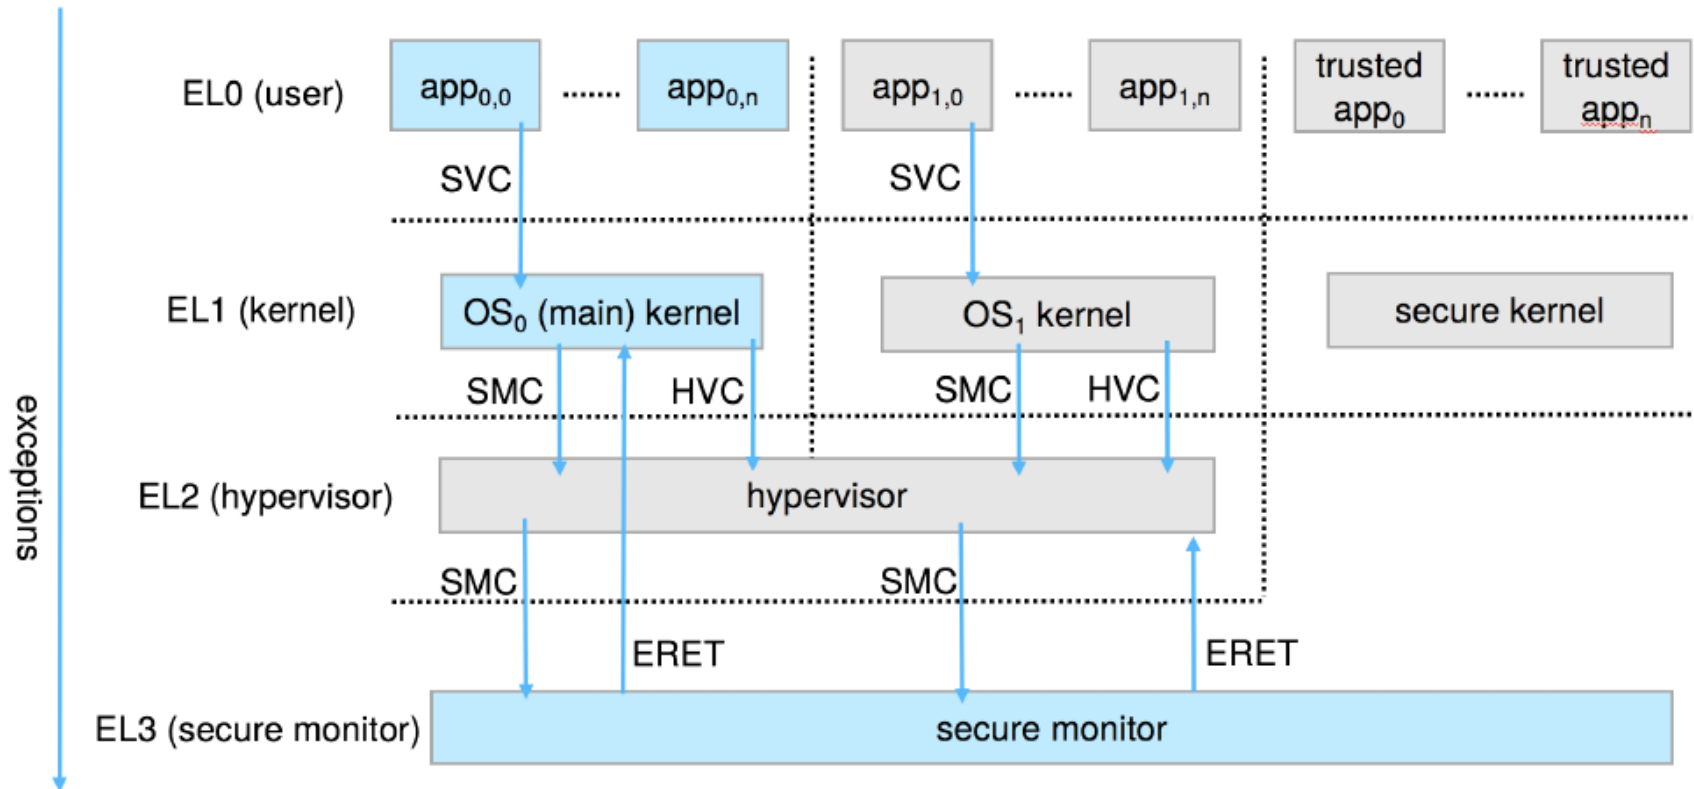 EL0 (user)
app0,0
app0,n
app1,0
app1,n
trusted
app0
trusted
appn
SVC
SVC
EL1 (kernel)
OS0 (main) kernel
OS1 kernel
secure kernel
SMC
HVC
SMC
HVC
exceptions
EL2 (hypervisor)
hypervisor
SMC
SMC
ERET
ERET
EL3 (secure monitor)
secure monitor